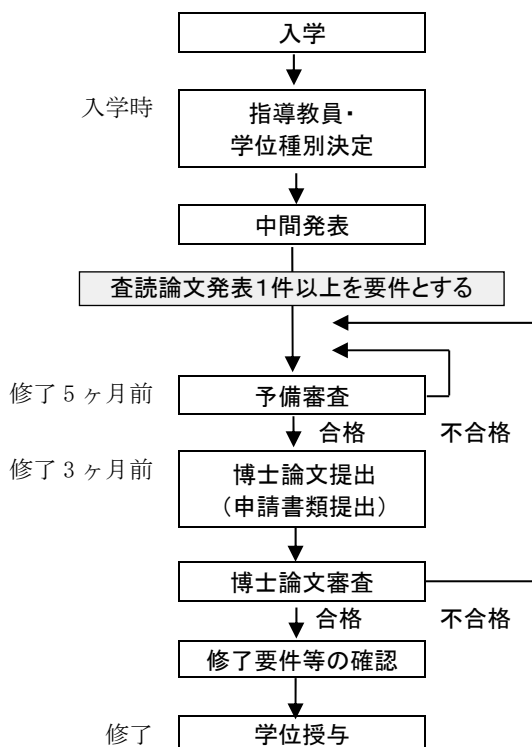 入学
入学時
指導教員・
学位種別決定
中間発表
査読論文発表1件以上を要件とする
修了5ヶ月前
予備審査
合格
不合格
修了3ヶ月前
博士論文提出
(申請書類提出)
博士論文審査
合格
不合格
修了要件等の確認
修了
学位授与